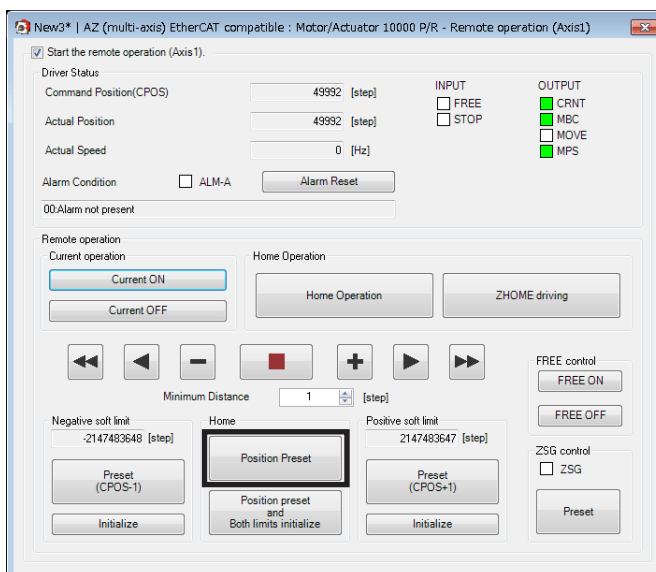 New3* | AZ (multi-axis) EtherCAT compatible : Motor/Actuator 10000 P/R - Remote operation (Axis1)
Start the remote operation (Axis1).
Driver Status
Command Position(CPOS) 49992 [step]
Actual Position 49992 [step]
Actual Speed 0 [Hz]
INPUT
FREE
STOP
OUTPUT
CRNT
MBC
MOVE
MPS
Alarm Condition ALM-A Alarm Reset
00:Alarm not present
Remote operation
Current operation
Current ON
Current OFF
Home Operation
Home Operation
ZHOME driving
Minimum Distance 1 [step]
FREE control
FREE ON
FREE OFF
Negative soft limit
-2147483648 [step]
Preset
(CPOS-1)
Initialize
Home
Position Preset
Position preset
and
Both limits initialize
Positive soft limit
2147483647 [step]
Preset
(CPOS+1)
Initialize
ZSG control
ZSG
Preset